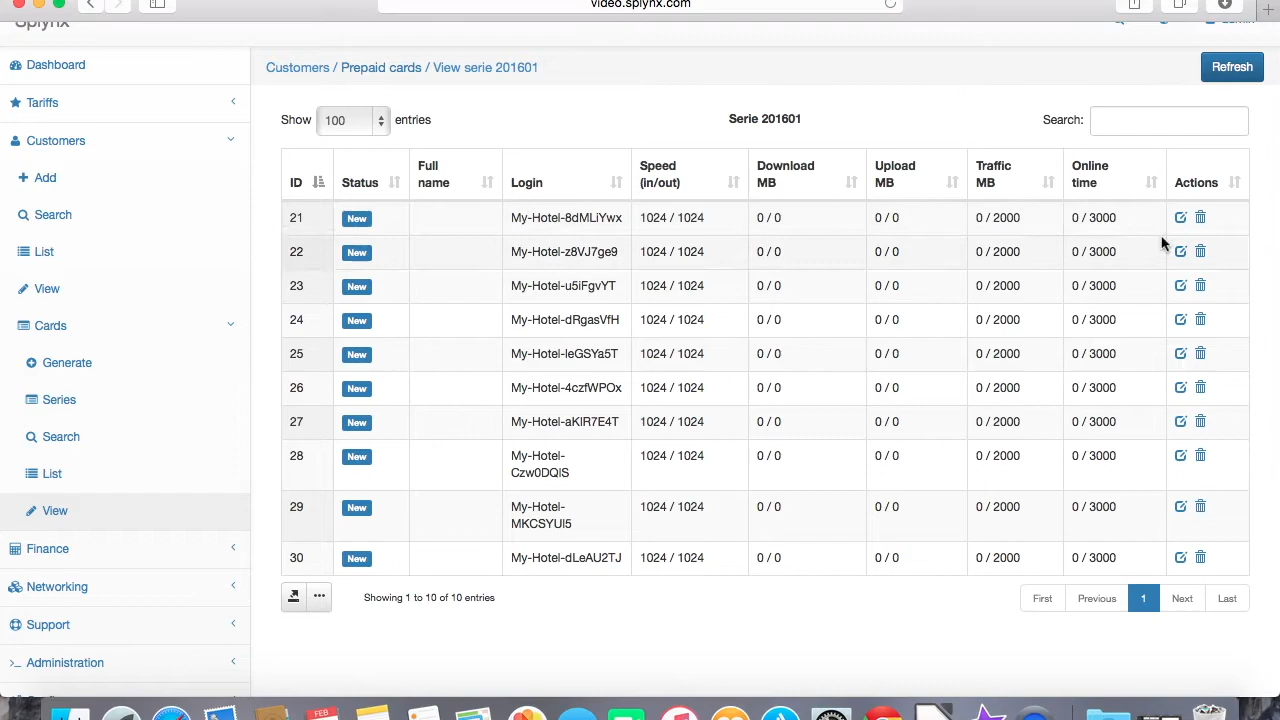 video.splynx.com
Splynx
Dashboard
Customers / Prepaid cards / View serie 201601
Refresh
Tariffs
Customers
Add
Search
List
View
Cards
Generate
Series
Search
List
View
Finance
Networking
Support
Administration
Show 100 entries
Serie 201601
Search:
ID Status Full name Login Speed (in/out) Download MB Upload MB Traffic MB Online time Actions
21 New My-Hotel-8dMLiYwx 1024 / 1024 0 / 0 0 / 0 0 / 2000 0 / 3000
22 New My-Hotel-z8VJ7ge9 1024 / 1024 0 / 0 0 / 0 0 / 2000 0 / 3000
23 New My-Hotel-u5iFgvYT 1024 / 1024 0 / 0 0 / 0 0 / 2000 0 / 3000
24 New My-Hotel-dRgasVfH 1024 / 1024 0 / 0 0 / 0 0 / 2000 0 / 3000
25 New My-Hotel-leGSYa5T 1024 / 1024 0 / 0 0 / 0 0 / 2000 0 / 3000
26 New My-Hotel-4czfWPOx 1024 / 1024 0 / 0 0 / 0 0 / 2000 0 / 3000
27 New My-Hotel-aKlR7E4T 1024 / 1024 0 / 0 0 / 0 0 / 2000 0 / 3000
28 New My-Hotel-Czw0DQlS 1024 / 1024 0 / 0 0 / 0 0 / 2000 0 / 3000
29 New My-Hotel-MKCSYUl5 1024 / 1024 0 / 0 0 / 0 0 / 2000 0 / 3000
30 New My-Hotel-dLeAU2TJ 1024 / 1024 0 / 0 0 / 0 0 / 2000 0 / 3000
Showing 1 to 10 of 10 entries
First Previous 1 Next Last
FEB